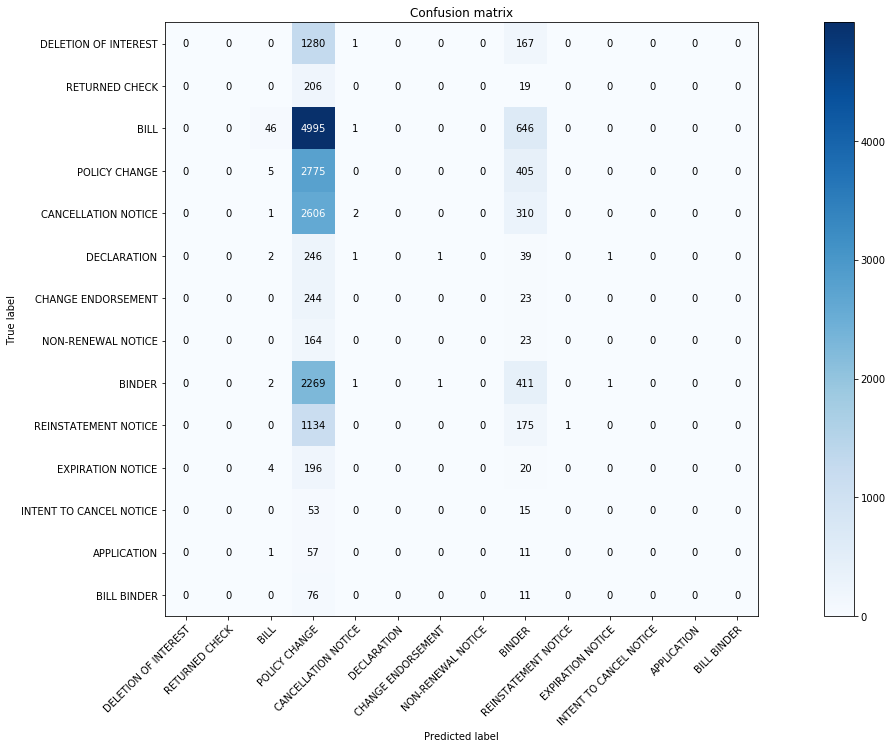 Confusion matrix
DELETION OF INTEREST 0 0 0 1280 1 0 0 0 167 0 0 0 0 0
RETURNED CHECK 0 0 0 206 0 0 0 0 19 0 0 0 0 0
BILL 0 0 46 4995 1 0 0 0 646 0 0 0 0 0
POLICY CHANGE 0 0 5 2775 0 0 0 0 405 0 0 0 0 0
CANCELLATION NOTICE 0 0 1 2606 2 0 0 0 310 0 0 0 0 0
DECLARATION 0 0 2 246 1 0 1 0 39 0 1 0 0 0
CHANGE ENDORSEMENT 0 0 0 244 0 0 0 0 23 0 0 0 0 0
NON-RENEWAL NOTICE 0 0 0 164 0 0 0 0 23 0 0 0 0 0
BINDER 0 0 2 2269 1 0 1 0 411 0 1 0 0 0
REINSTATEMENT NOTICE 0 0 0 1134 0 0 0 0 175 1 0 0 0 0
EXPIRATION NOTICE 0 0 4 196 0 0 0 0 20 0 0 0 0 0
INTENT TO CANCEL NOTICE 0 0 0 53 0 0 0 0 15 0 0 0 0 0
APPLICATION 0 0 1 57 0 0 0 0 11 0 0 0 0 0
BILL BINDER 0 0 0 76 0 0 0 0 11 0 0 0 0 0
True label
DELETION OF INTEREST
RETURNED CHECK
BILL
POLICY CHANGE
CANCELLATION NOTICE
DECLARATION
CHANGE ENDORSEMENT
NON-RENEWAL NOTICE
BINDER
REINSTATEMENT NOTICE
EXPIRATION NOTICE
INTENT TO CANCEL NOTICE
APPLICATION
BILL BINDER
Predicted label
4000
3000
2000
1000
0